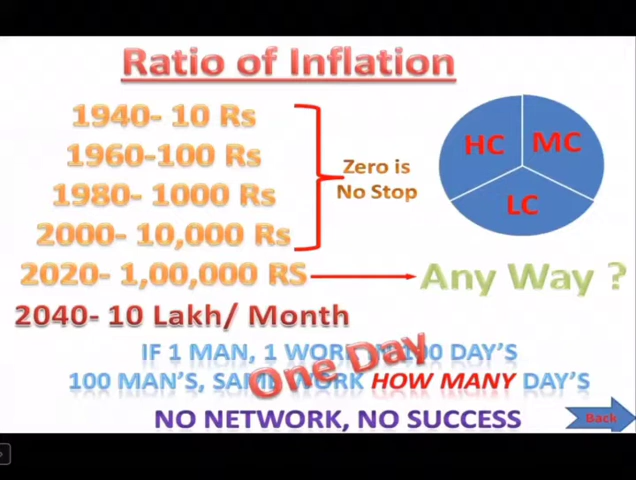 Ratio of Inflation
1940- 10 Rs
1960-100 Rs
1980- 1000 Rs
2000- 10,000 Rs
Zero is
No Stop
HC
MC
LC
2020- 1,00,000 RS
Any Way ?
2040- 10 Lakh/ Month
IF 1 MAN, 1 WORK 100 DAY'S
100 MAN'S, SAME WORK HOW MANY DAY'S
One Day
NO NETWORK, NO SUCCESS
Back